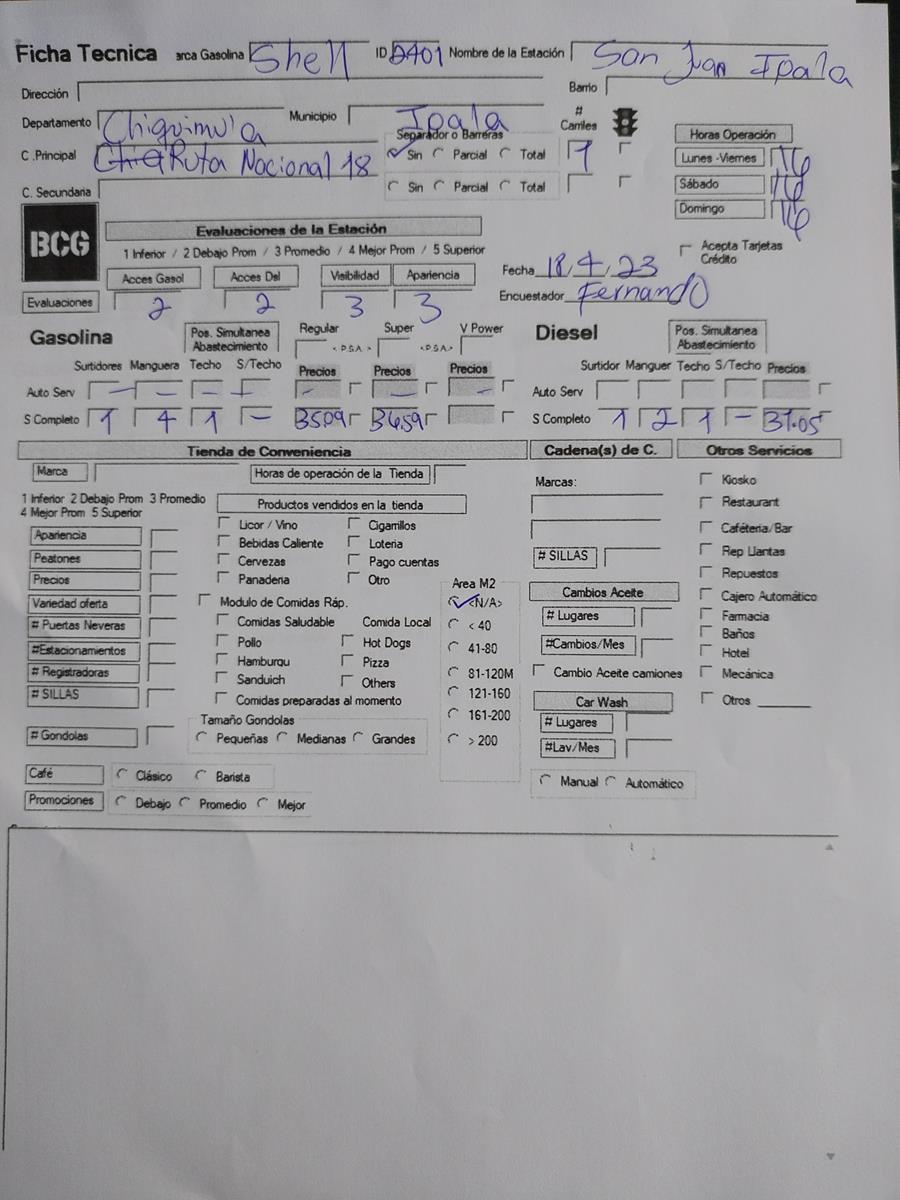 Ficha Tecnica arca Gasolina Shell ID 2401 Nombre de la Estación San Juan Ipala
Dirección Barrio
Departamento Chiquimula Municipio Ipala # Carriles Horas Operación
Separador o Barreras
C .Principal Ruta Nacional 18 Sin Parcial Total 1 Lunes -Viernes 16
C. Secundaria Sin Parcial Total Sábado 16
Domingo 16
BCG
Evaluaciones de la Estación
1 Inferior / 2 Debajo Prom / 3 Promedio / 4 Mejor Prom / 5 Superior
Acepta Tarjetas Crédito
Acces Gasol Acces Dsl Visibilidad Apariencia
Fecha 18,4,23
Evaluaciones 2 2 3 3
Encuestador Fernando
Gasolina Pos. Simultanea Abastecimiento Regular Super V Power
<P.S.A.> <P.S.A.>
Diesel Pos. Simultanea Abastecimiento
Surtidores Manguera Techo S/Techo Precios Precios Precios
Surtidor Manguer Techo S/Techo Precios
Auto Serv — — — — — — —
Auto Serv
S Completo 1 4 1 — 35.09 36.59
S Completo 1 2 1 — 31.05
Tienda de Conveniencia Cadena(s) de C. Otros Servicios
Marca Horas de operación de la Tienda
1 Inferior 2 Debajo Prom 3 Promedio
4 Mejor Prom 5 Superior
Apariencia
Peatones
Precios
Variedad oferta
# Puertas Neveras
#Estacionamientos
# Registradoras
# SILLAS
# Gondolas
Productos vendidos en la tienda
Licor / Vino Cigarrillos
Bebidas Caliente Loteria
Cervezas Pago cuentas
Panaderia Otro
Modulo de Comidas Ráp.
Comidas Saludable Comida Local
Pollo Hot Dogs
Hamburqu Pizza
Sanduich Others
Comidas preparadas al momento
Tamaño Gondolas
Pequeñas Medianas Grandes
Area M2
<N/A>
< 40
41-80
81-120M
121-160
161-200
> 200
Café Clásico Barista
Promociones Debajo Promedio Mejor
Marcas:
# SILLAS
Cambios Aceite
# Lugares
#Cambios/Mes
Cambio Aceite camiones
Car Wash
# Lugares
#Lav/Mes
Manual Automático
Kiosko
Restaurant
Caféteria/Bar
Rep Llantas
Repuestos
Cajero Automático
Farmacia
Baños
Hotel
Mecánica
Otros